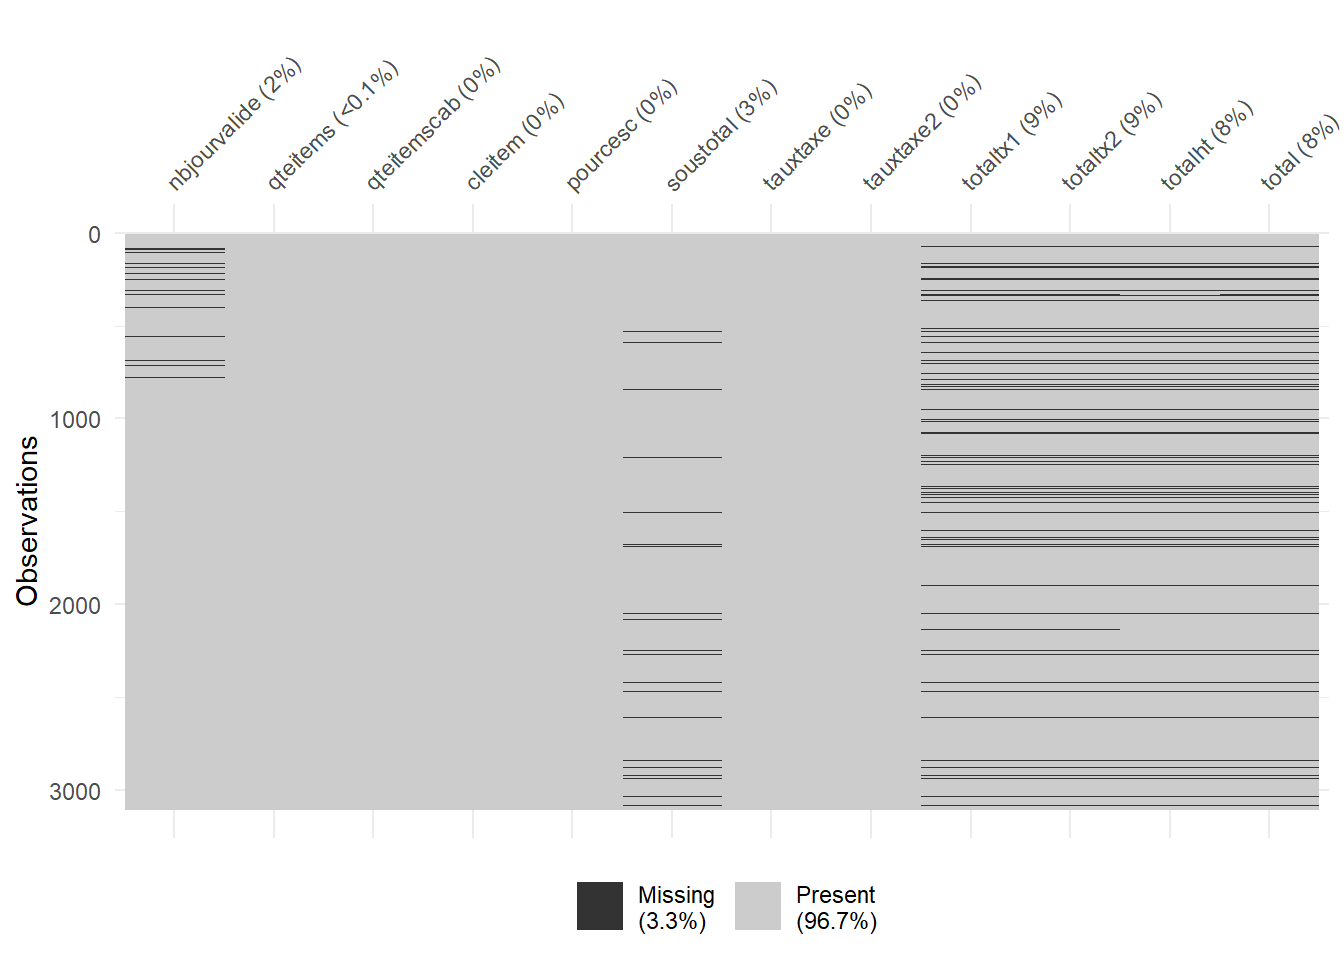 nbjourvalide (2%)
qteitems (<0.1%)
qteitemscab (0%)
cleitem (0%)
pourcesc (0%)
soustotal (3%)
tauxtaxe (0%)
tauxtaxe2 (0%)
totaltx1 (9%)
totaltx2 (9%)
totalht (8%)
total (8%)
0
1000
2000
3000
Observations
Missing
(3.3%)
Present
(96.7%)